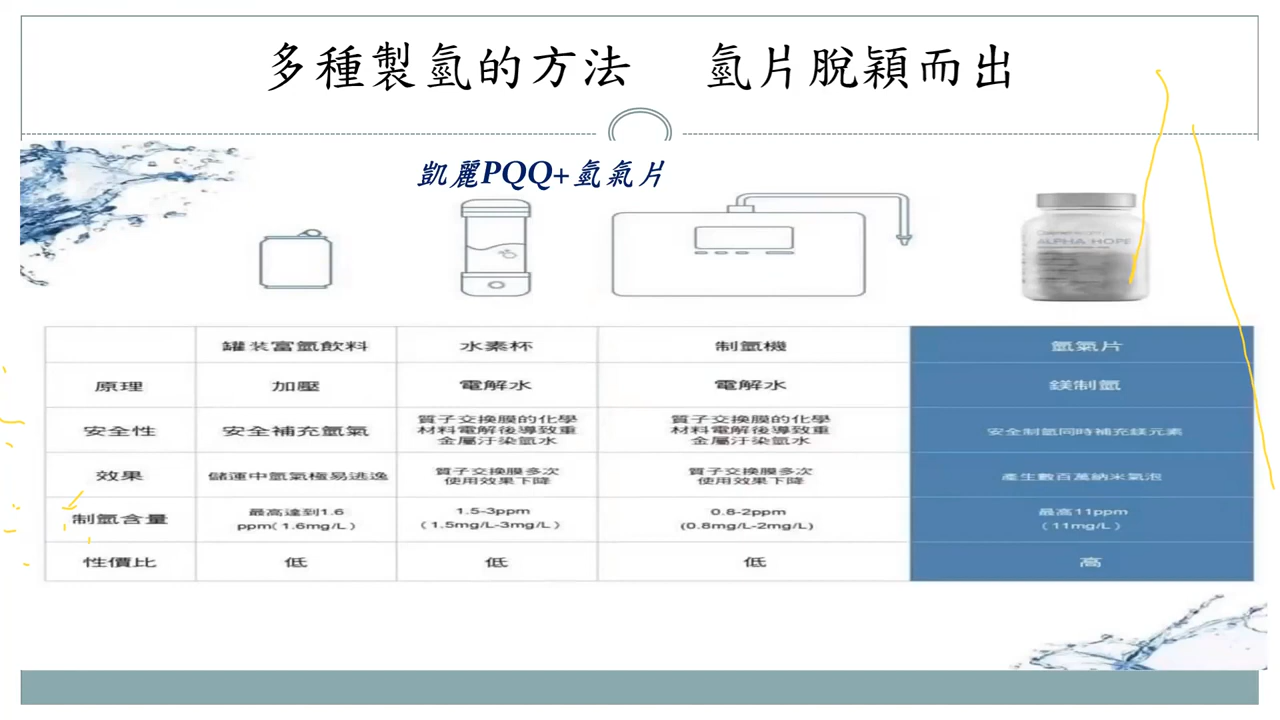 多種製氫的方法 氫片脫穎而出
凱麗PQQ+氫氣片
ALPHA HOPE
罐装富氫飲料 水素杯 制氫機 氫氣片
原理 加壓 電解水 電解水 鎂制氫
安全性 安全補充氫氣 質子交換膜的化學 質子交換膜的化學 安全制氫同時補充鎂元素
材料電解後導致重 材料電解後導致重
金屬汙染氫水 金屬汙染氫水
效果 儲運中氫氣極易逃逸 質子交換膜多次 質子交換膜多次 產生數百萬納米氣泡
使用效果下降 使用效果下降
制氫含量 最高達到1.6 1.5-3ppm 0.8-2ppm 最高11ppm
ppm(1.6mg/L) (1.5mg/L-3mg/L) (0.8mg/L-2mg/L) (11mg/L)
性價比 低 低 低 高